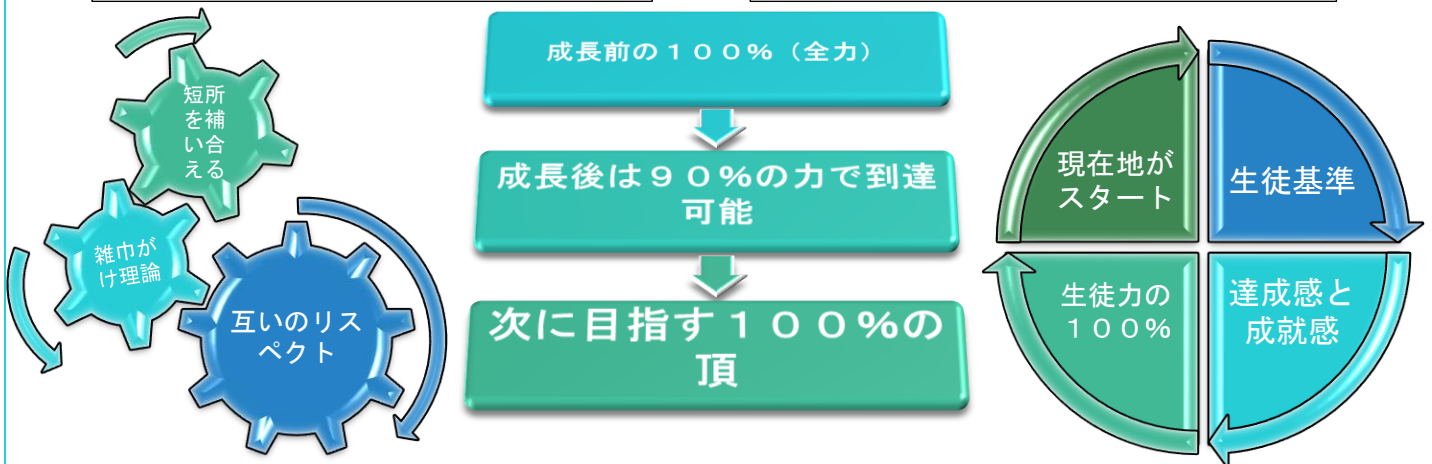 短所
を補
い合
える
雑巾が
け理論
互いのリス
ペクト
成長前の１００％（全力）
成長後は９０％の力で到達
可能
次に目指す１００％の
頂
現在地が
スタート
生徒基準
生徒力の
１００％
達成感と
成就感